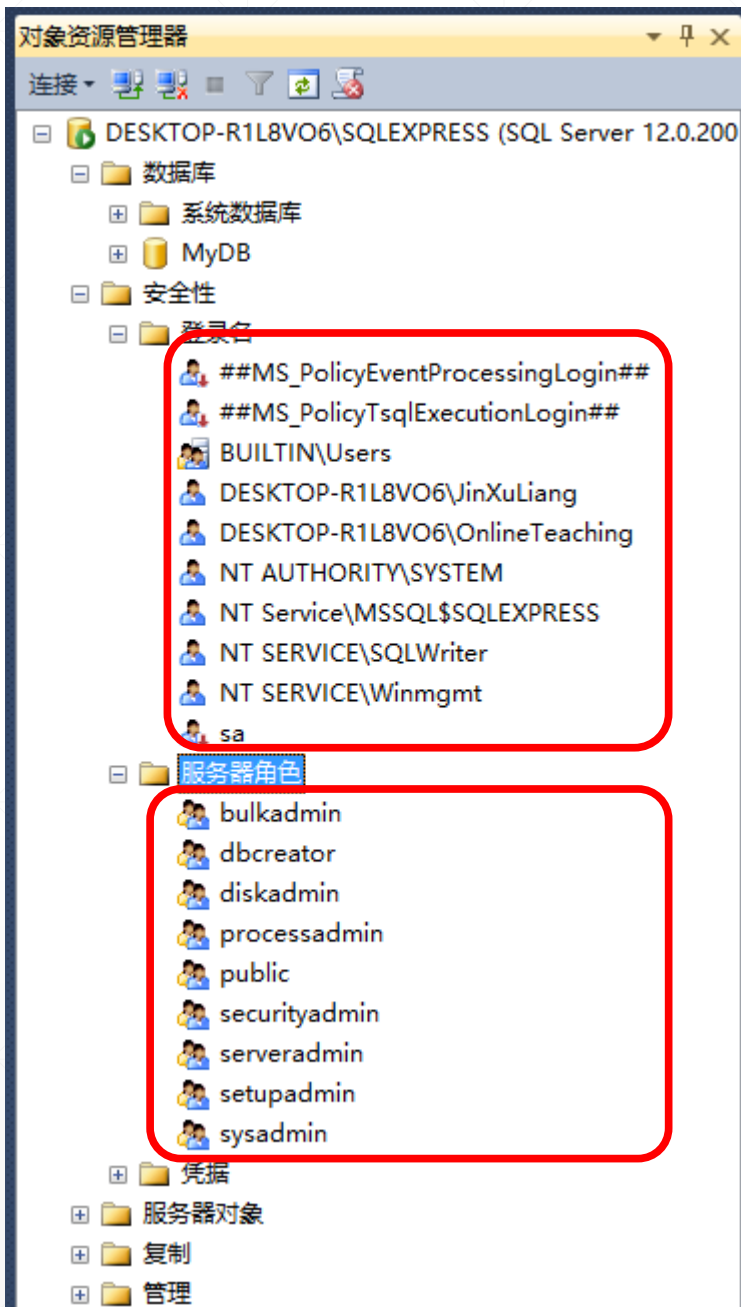 对象资源管理器
连接
DESKTOP-R1L8VO6\SQLEXPRESS (SQL Server 12.0.200
数据库
系统数据库
MyDB
安全性
登录名
##MS_PolicyEventProcessingLogin##
##MS_PolicyTsqlExecutionLogin##
BUILTIN\Users
DESKTOP-R1L8VO6\JinXuLiang
DESKTOP-R1L8VO6\OnlineTeaching
NT AUTHORITY\SYSTEM
NT Service\MSSQL$SQLEXPRESS
NT SERVICE\SQLWriter
NT SERVICE\Winmgmt
sa
服务器角色
bulkadmin
dbcreator
diskadmin
processadmin
public
securityadmin
serveradmin
setupadmin
sysadmin
凭据
服务器对象
复制
管理